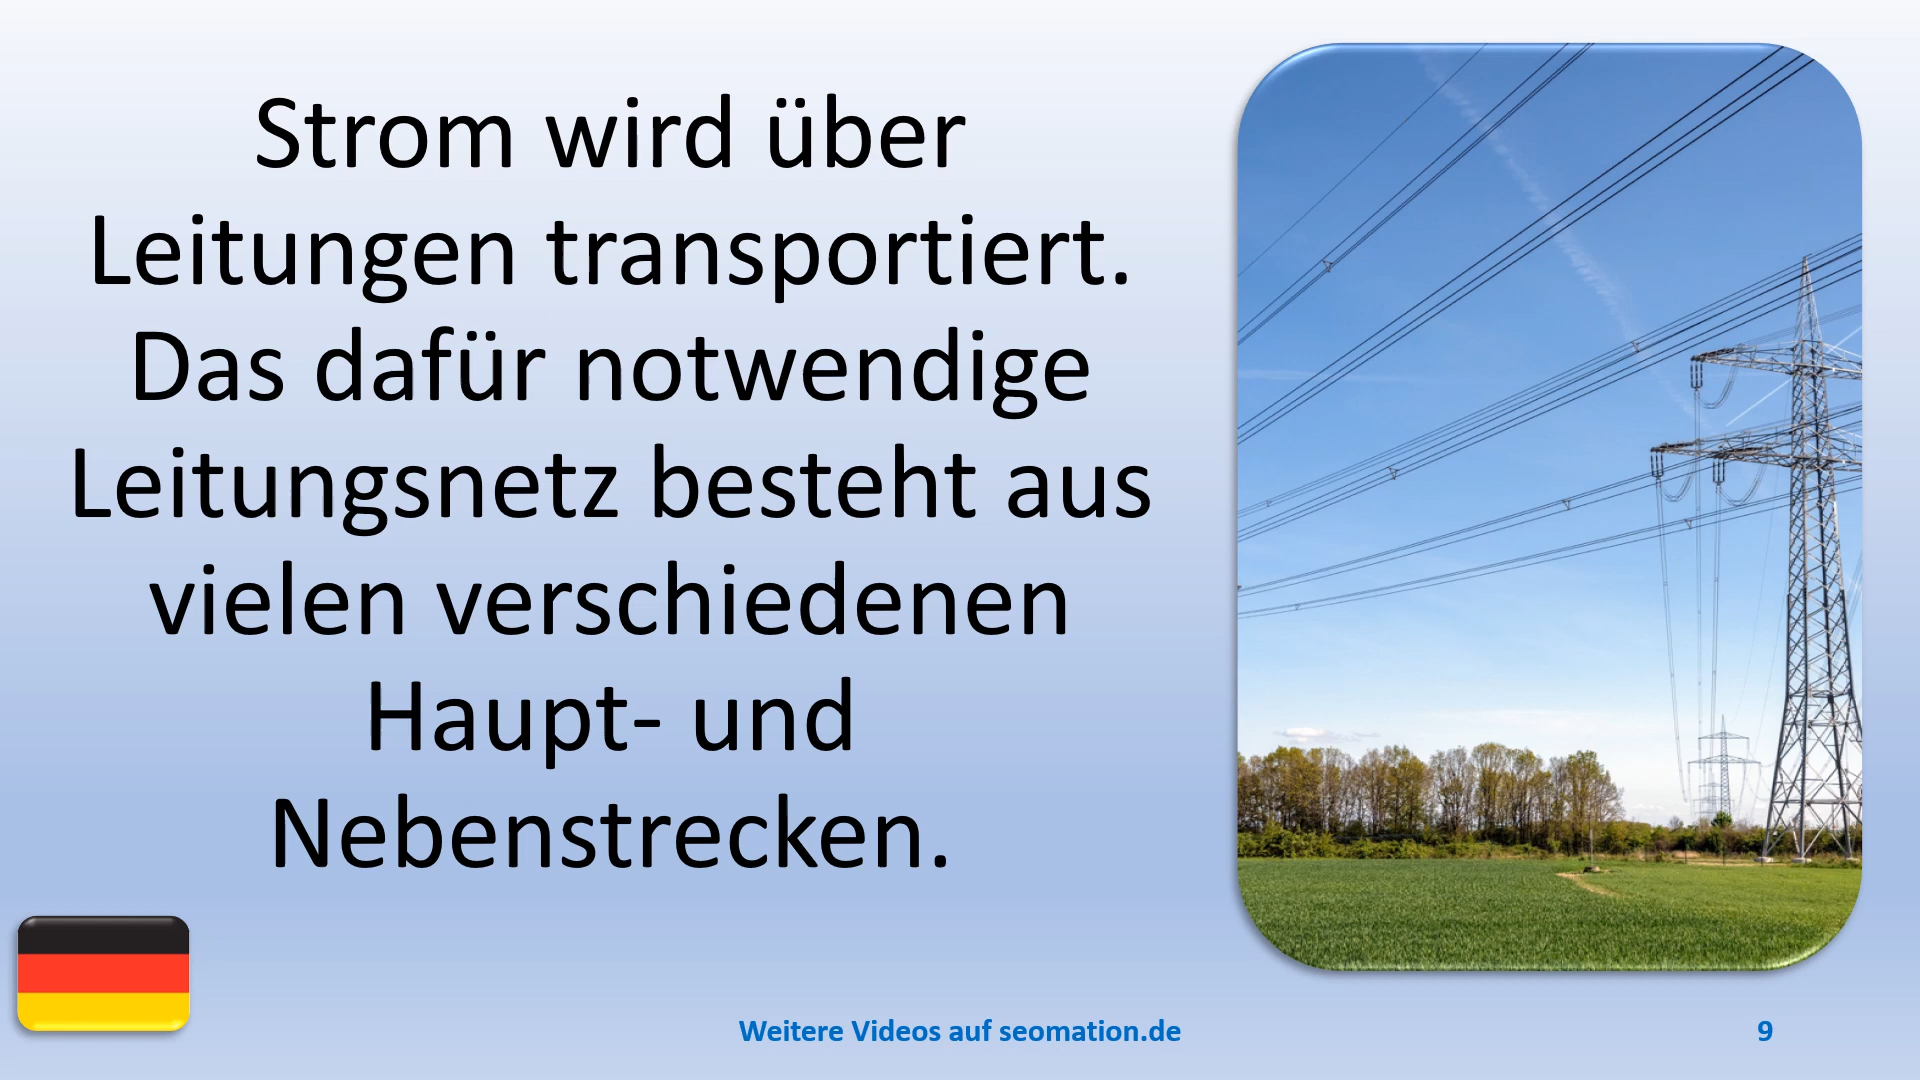 Strom wird über
Leitungen transportiert.
Das dafür notwendige
Leitungsnetz besteht aus
vielen verschiedenen
Haupt- und
Nebenstrecken.
Weitere Videos auf seomation.de
9